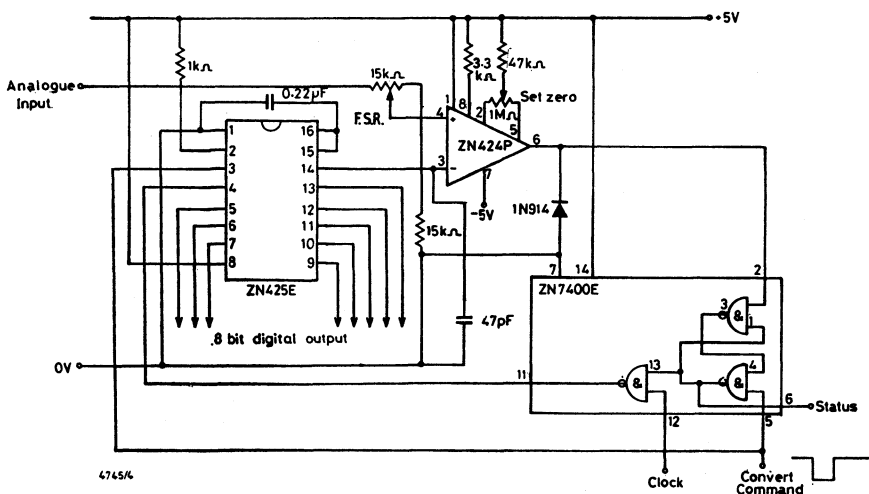 +5V
1kΩ
3.3
kΩ
47kΩ
Analogue
Input.
15kΩ
0.22µF
Set zero
1MΩ
F.S.R.
1
8
2
5
4
+
6
ZN424P
3
−
7
-5V
1
16
2
15
3
14
4
13
5
12
6
11
7
10
8
9
ZN425E
1N914
15kΩ
7
14
2
ZN7400E
3
&
1
47pF
8 bit digital output
0V
11
&
13
4
&
6
Status
12
5
4745/4
Clock
Convert
Command